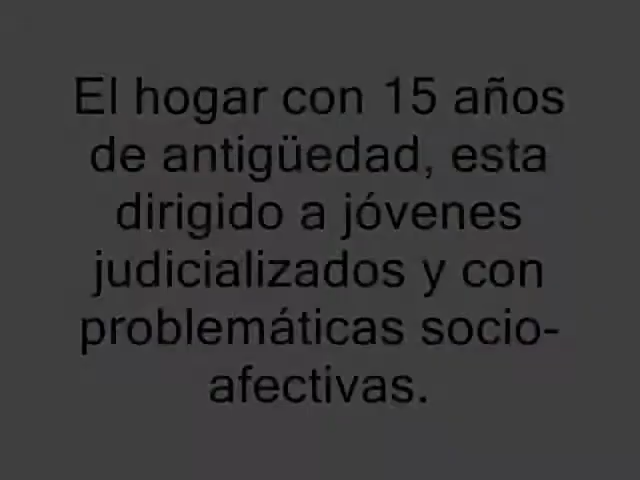 El hogar con 15 años
de antigüedad, esta
dirigido a jóvenes
judicializados y con
problemáticas socio-
afectivas.